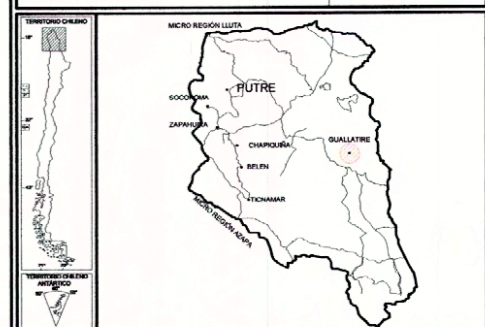 TERRITORIO CHILENO
MICRO REGIÓN LLUTA
PUTRE
SOCOROMA
ZAPAHUIRA
CHAPIQUIÑA
GUALLATIRE
BELEN
TICNAMAR
MICRO REGIÓN AZAPA
TERRITORIO CHILENO
ANTÁRTICO